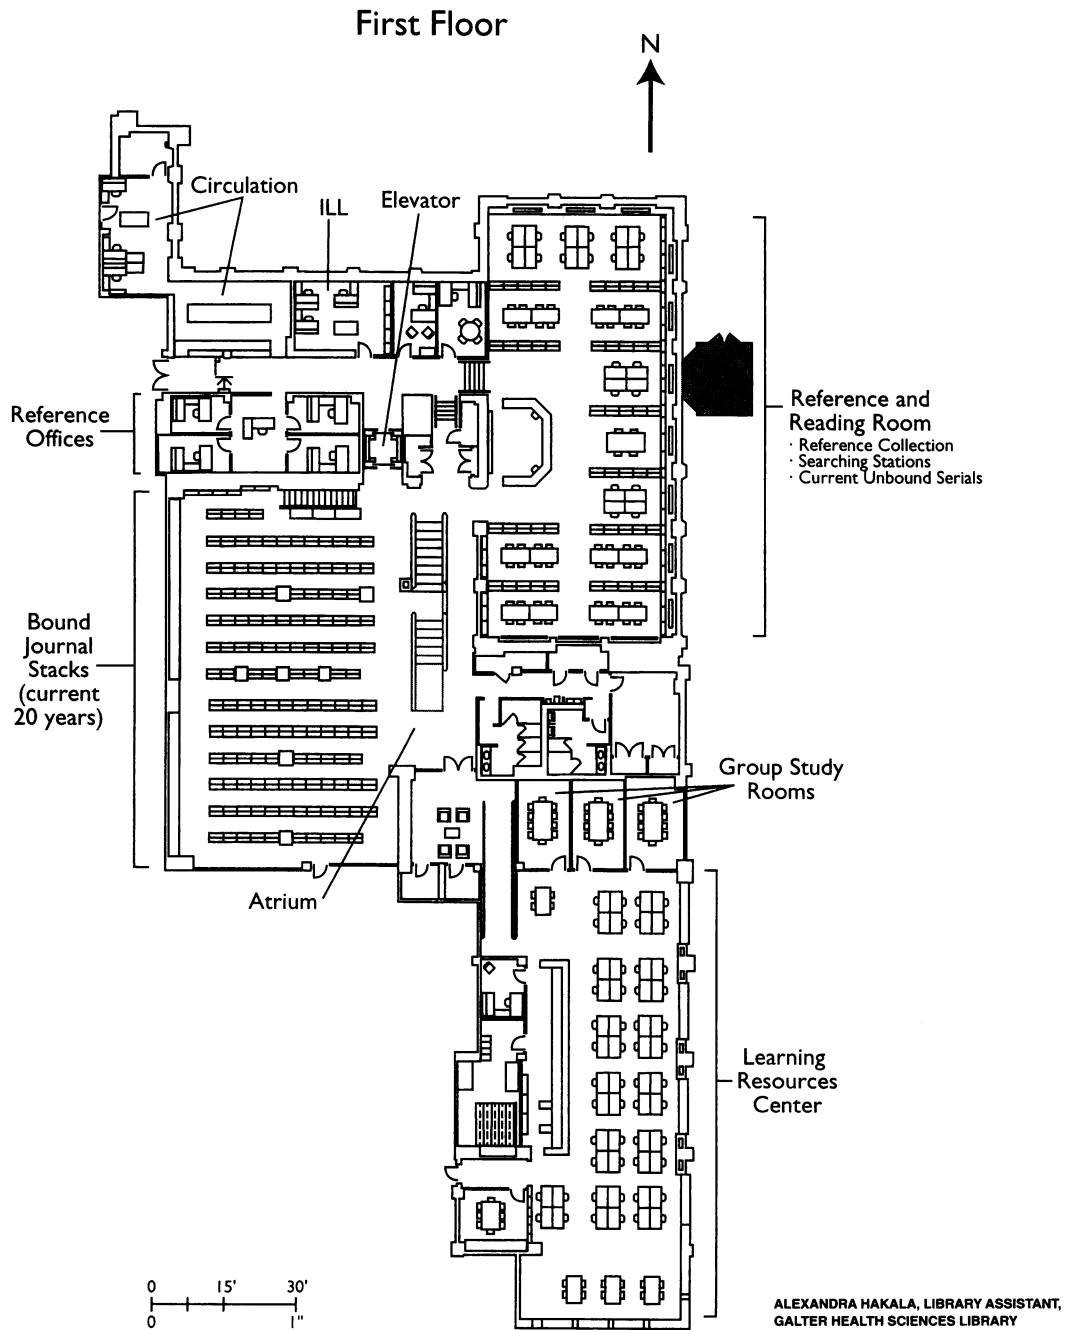 First Floor
N
Circulation
ILL
Elevator
Reference
Offices
Reference and
Reading Room
· Reference Collection
· Searching Stations
· Current Unbound Serials
Bound
Journal
Stacks
(current
20 years)
Group Study
Rooms
Atrium
Learning
Resources
Center
0 15' 30'
0 1"
ALEXANDRA HAKALA, LIBRARY ASSISTANT,
GALTER HEALTH SCIENCES LIBRARY